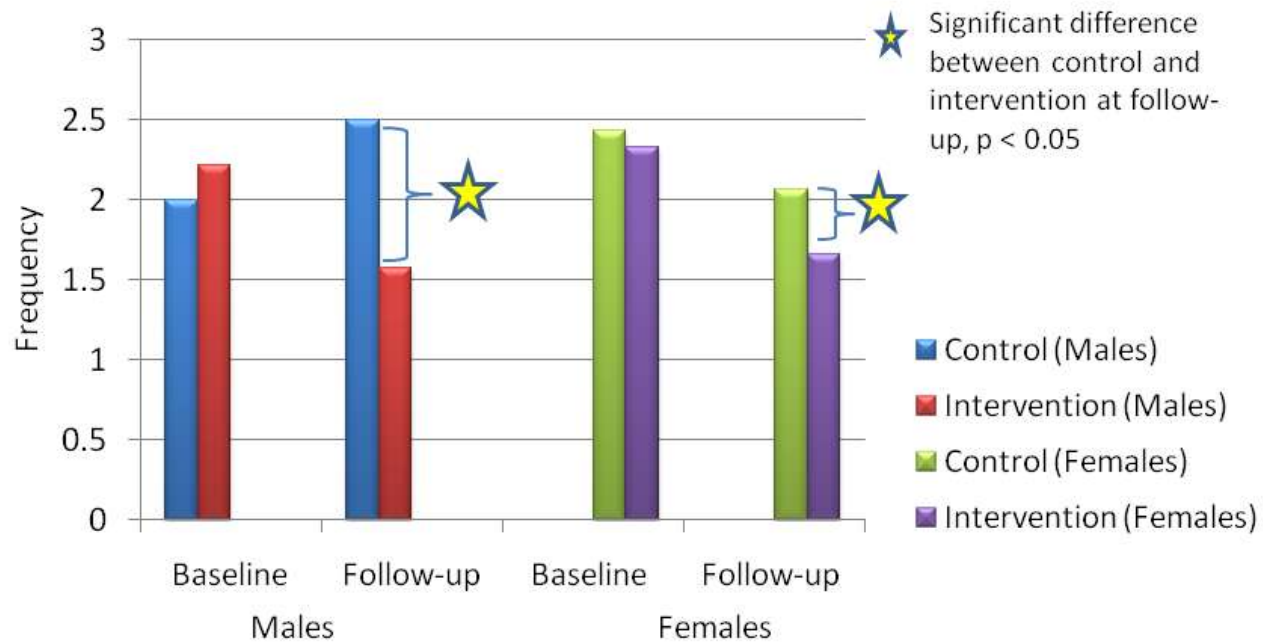 3
2.5
2
1.5
1
0.5
0
Frequency
Baseline Follow-up Baseline Follow-up
Males Females
Significant difference
between control and
intervention at follow-
up, p < 0.05
Control (Males)
Intervention (Males)
Control (Females)
Intervention (Females)